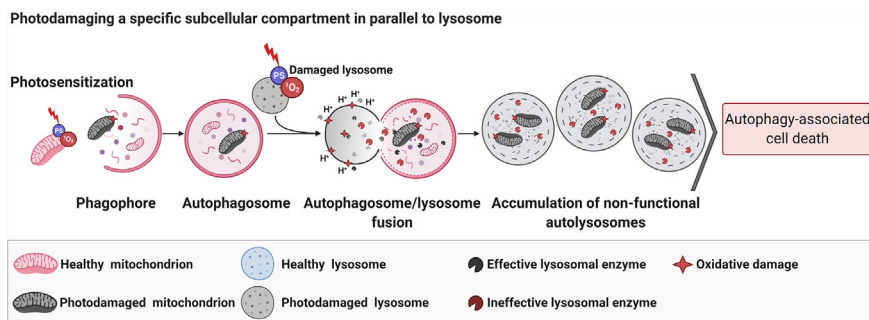 Photodamaging a specific subcellular compartment in parallel to lysosome
Photosensitization
PS
¹O₂
PS
¹O₂
Damaged lysosome
H⁺
H⁺
H⁺
H⁺
H⁺
H⁺
H⁺
Autophagy-associated
cell death
Phagophore
Autophagosome
Autophagosome/lysosome
fusion
Accumulation of non-functional
autolysosomes
Healthy mitochondrion
Healthy lysosome
Effective lysosomal enzyme
Oxidative damage
Photodamaged mitochondrion
Photodamaged lysosome
Ineffective lysosomal enzyme